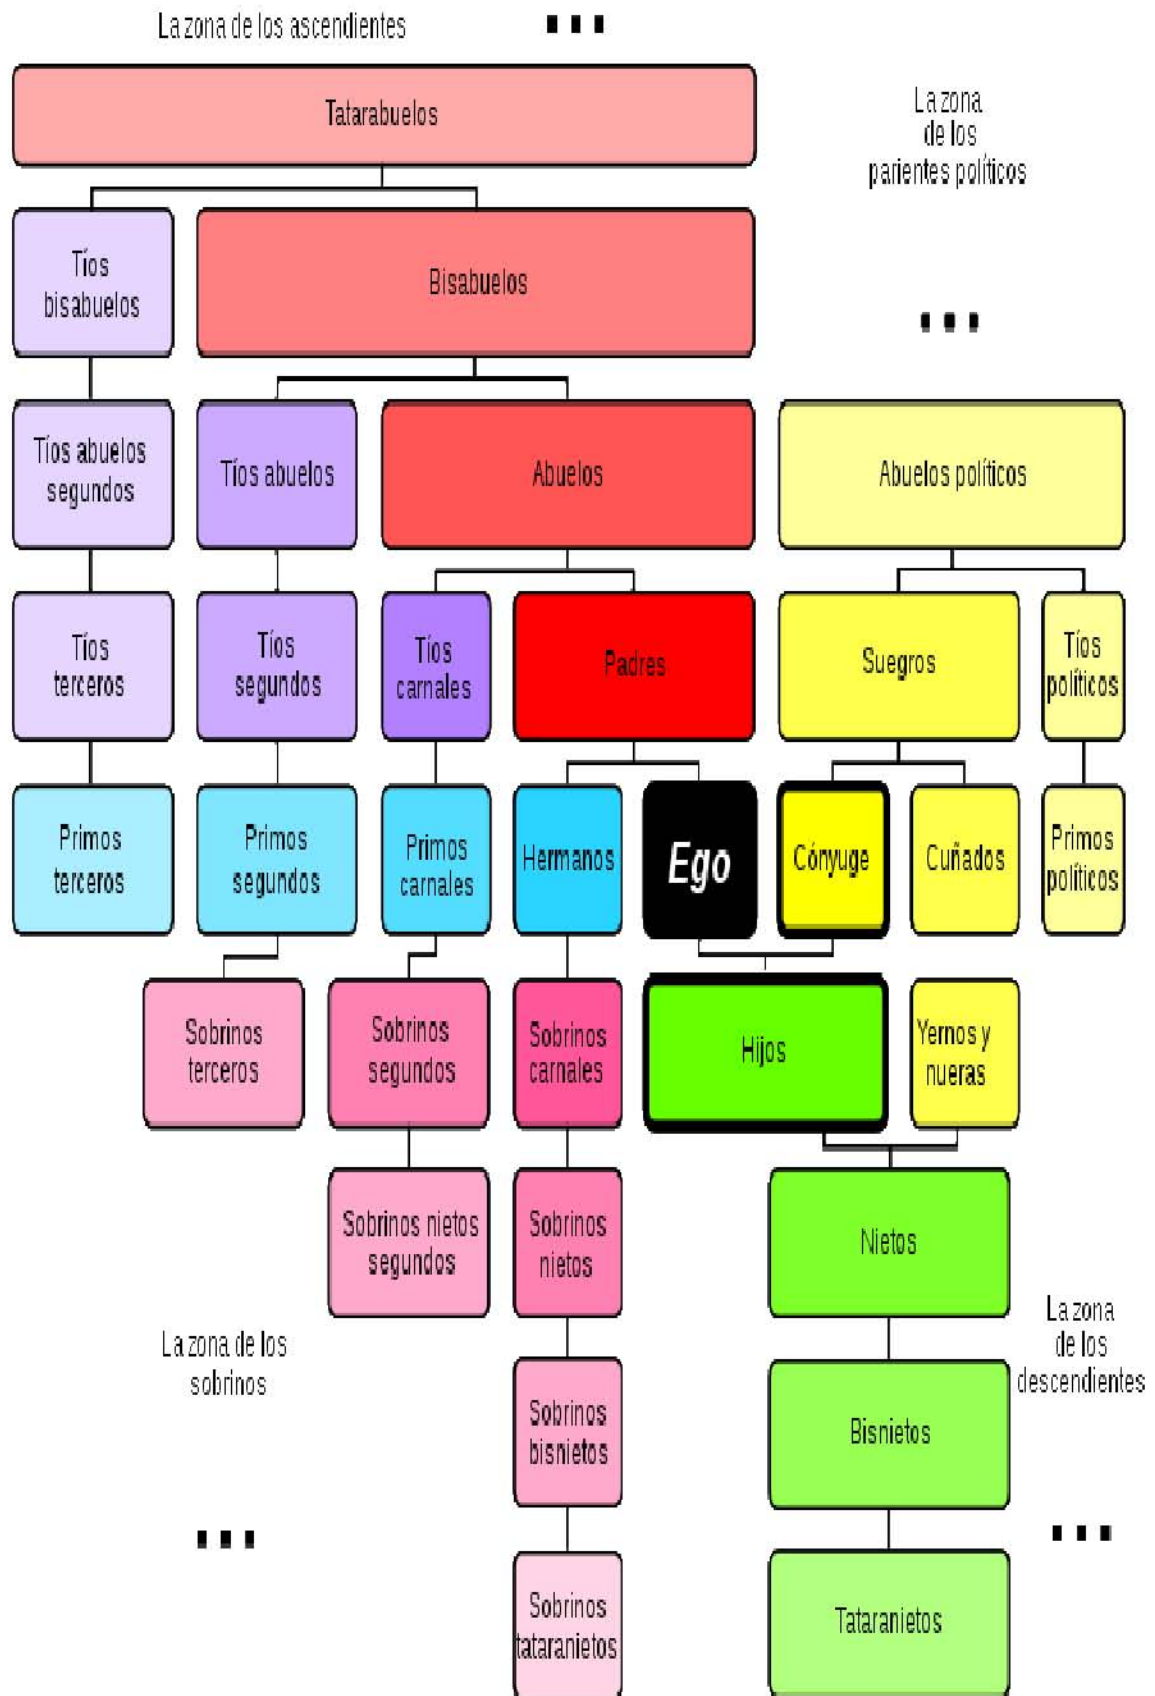 La zona de los ascendientes
Tatarabuelos
La zona
de los
parientes políticos
Tíos
bisabuelos
Bisabuelos
Tíos abuelos
segundos
Tíos abuelos
Abuelos
Abuelos políticos
Tíos
terceros
Tíos
segundos
Tíos
carnales
Padres
Suegros
Tíos
políticos
Primos
terceros
Primos
segundos
Primos
carnales
Hermanos
Ego
Cónyuge
Cuñados
Primos
políticos
Sobrinos
terceros
Sobrinos
segundos
Sobrinos
carnales
Hijos
Yernos y
nueras
Sobrinos nietos
segundos
Sobrinos
nietos
Nietos
La zona de los
sobrinos
La zona
de los
descendientes
Sobrinos
bisnietos
Bisnietos
Sobrinos
tataranietos
Tataranietos